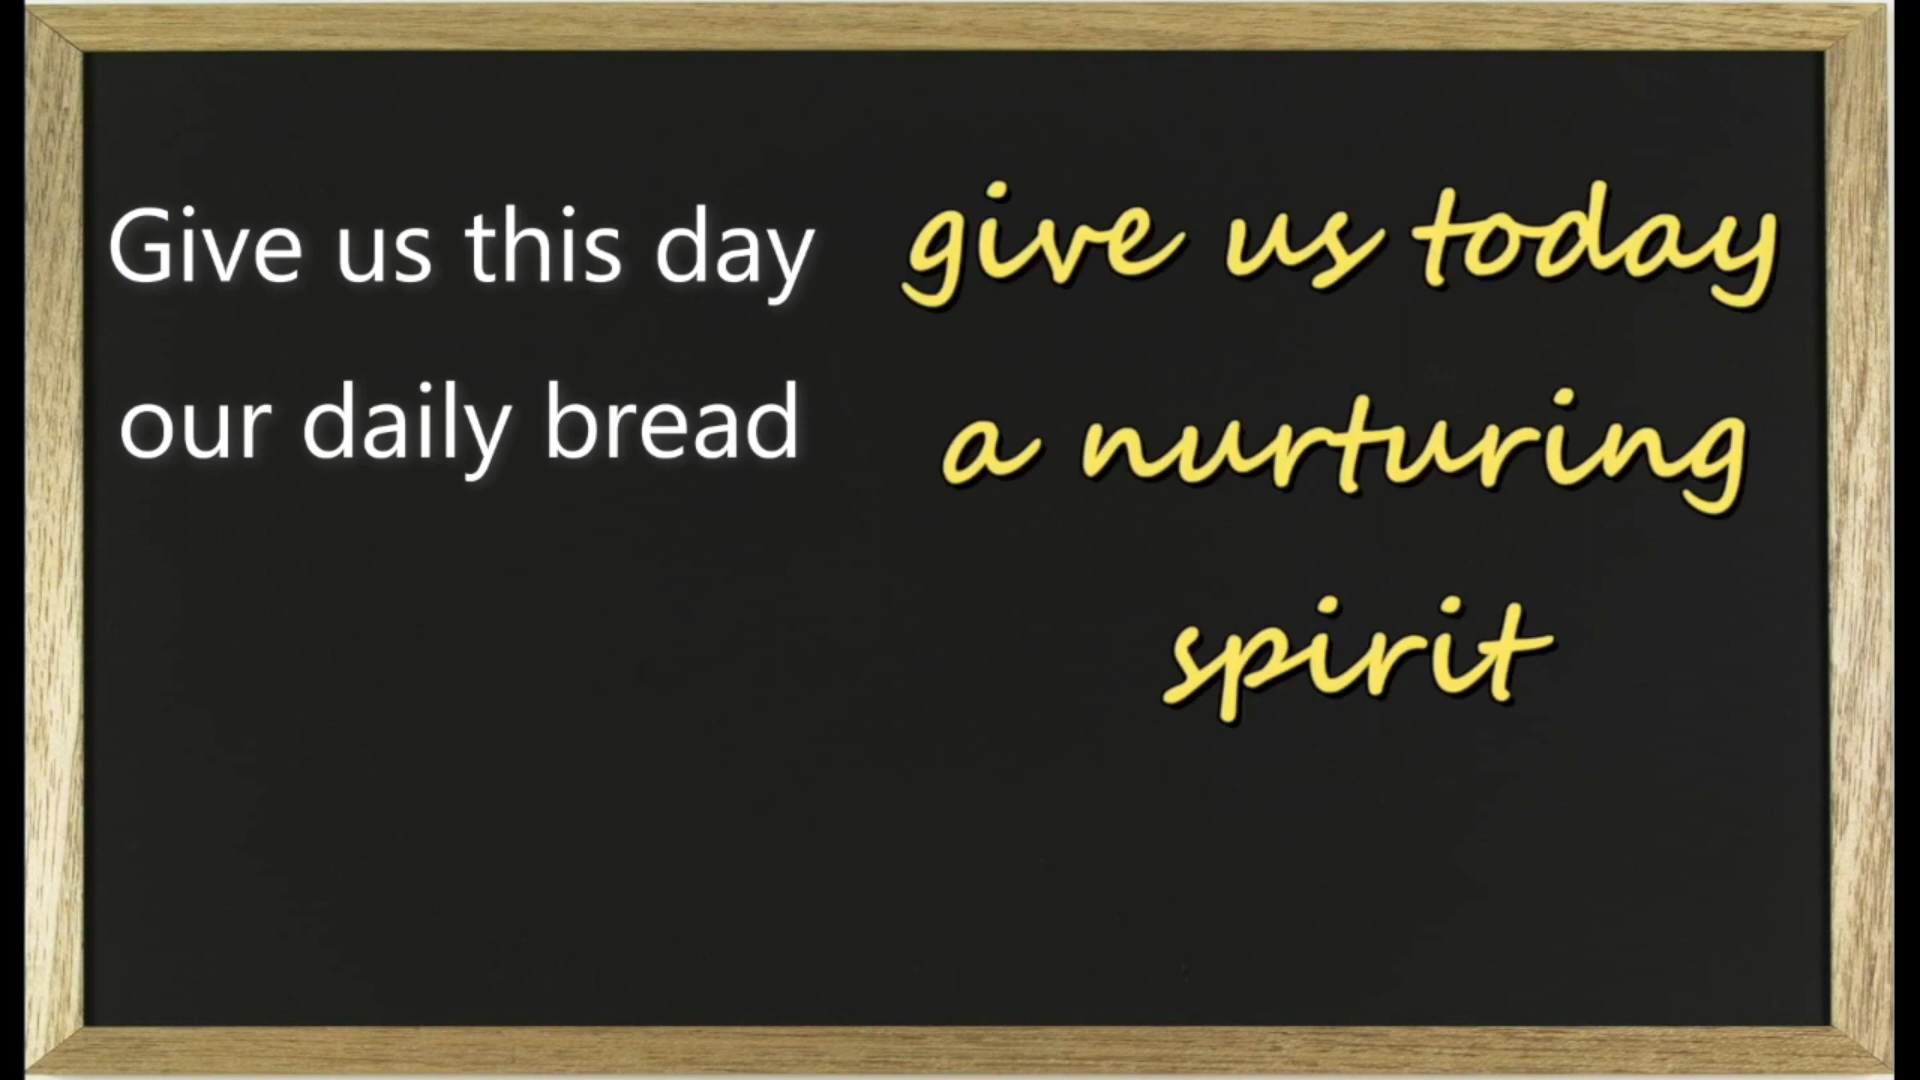 Give us this day
our daily bread
give us today
a nurturing
spirit